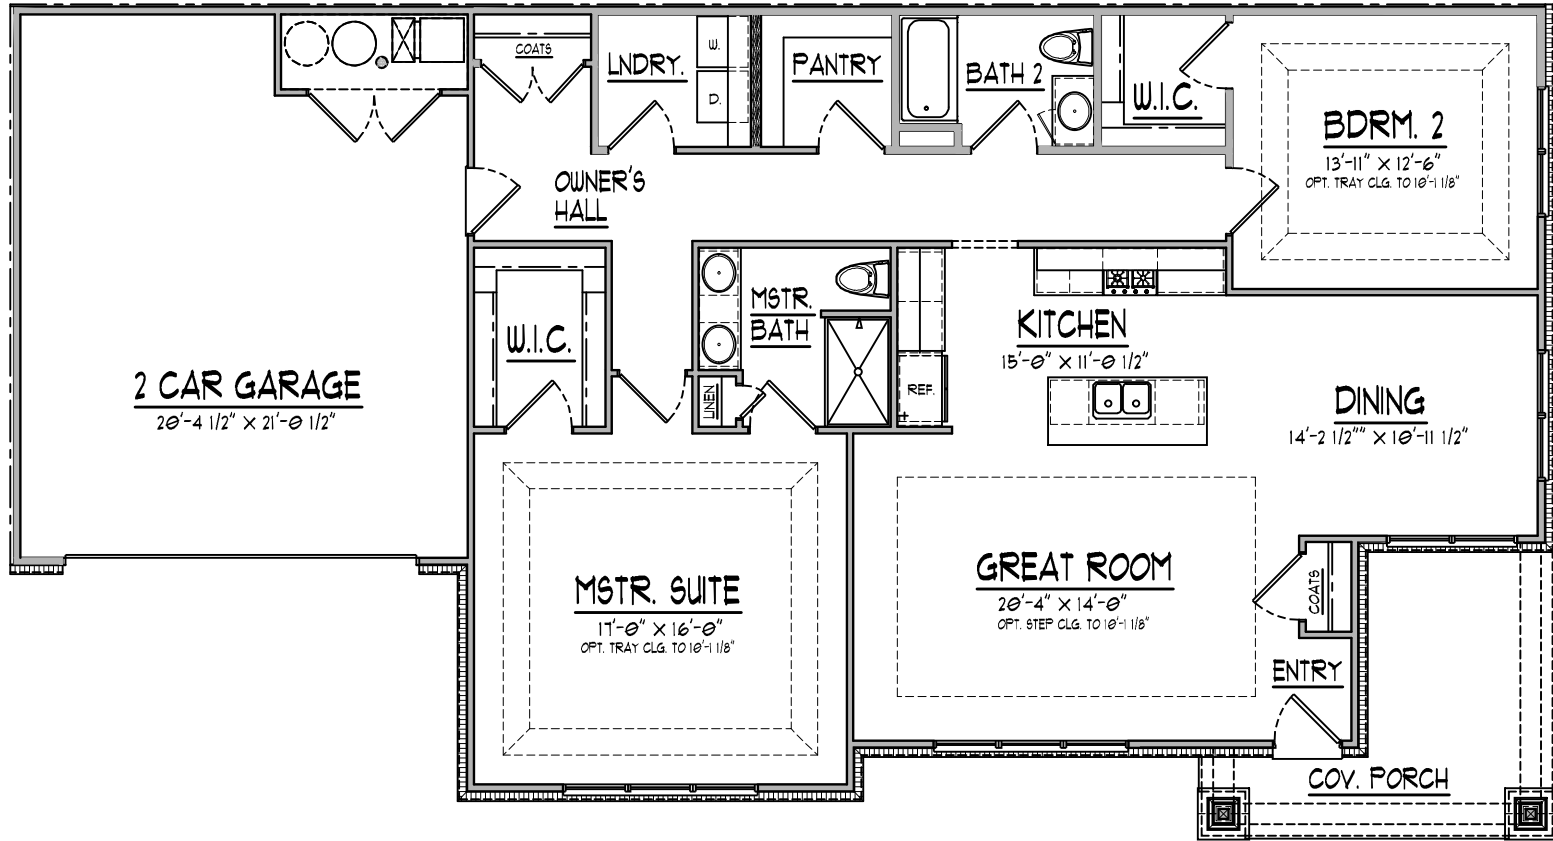 COATS
LNDRY.
W.
D.
PANTRY
BATH 2
W.I.C.
BDRM. 2
13'-11" X 12'-6"
OPT. TRAY CLG. TO 10'-1 1/8"
OWNER'S
HALL
W.I.C.
MSTR.
BATH
LINEN
REF.
KITCHEN
15'-0" X 11'-0 1/2"
2 CAR GARAGE
20'-4 1/2" X 21'-0 1/2"
DINING
14'-2 1/2"" X 10'-11 1/2"
MSTR. SUITE
17'-0" X 16'-0"
OPT. TRAY CLG. TO 10'-1 1/8"
GREAT ROOM
20'-4" X 14'-0"
OPT. STEP CLG. TO 10'-1 1/8"
COATS
ENTRY
COV. PORCH